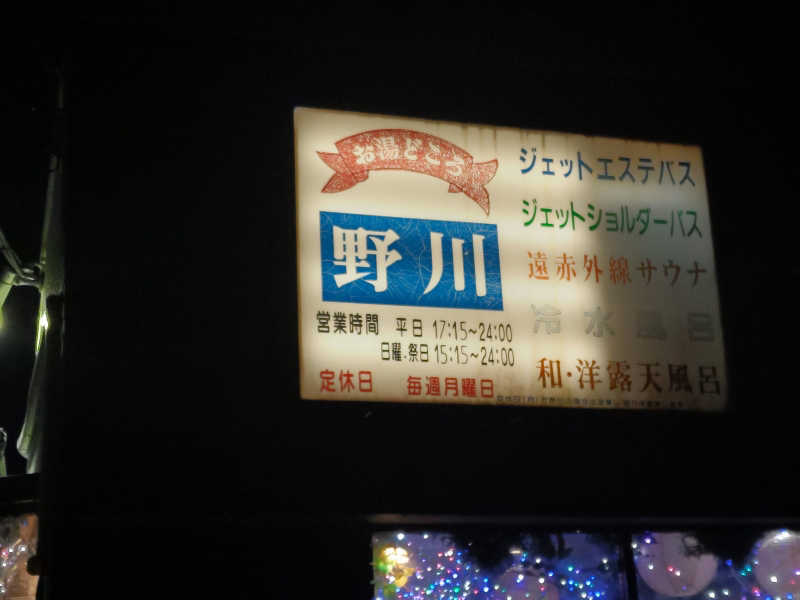 お湯どころ
野川
営業時間 平日 17:15〜24:00
日曜.祭日 15:15〜24:00
定休日 毎週月曜日
ジェットエステバス
ジェットショルダーバス
遠赤外線サウナ
冷水風呂
和・洋露天風呂